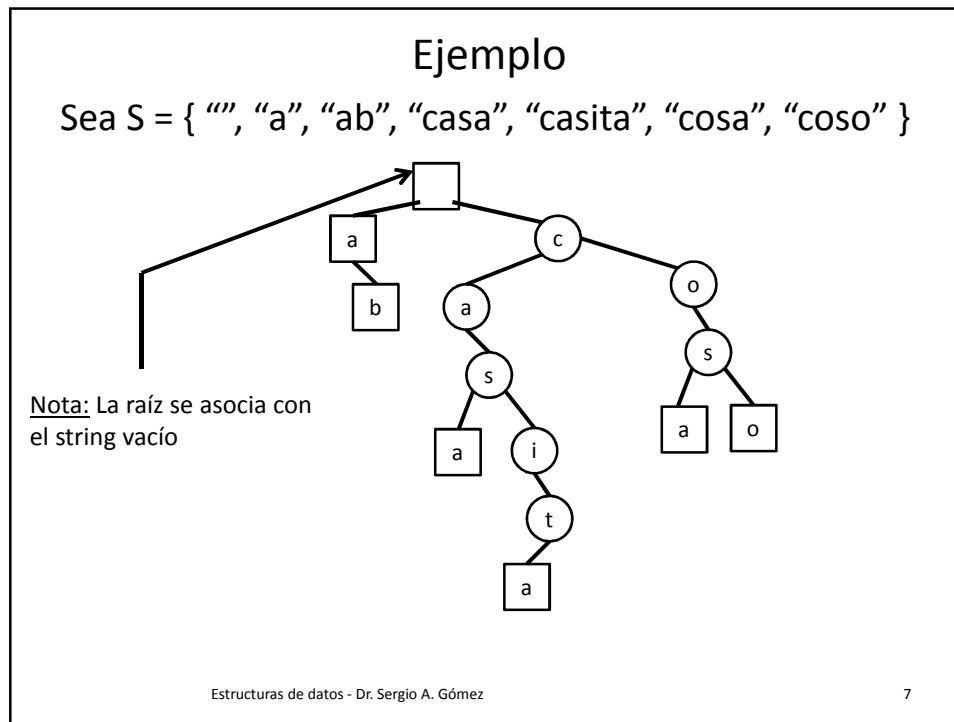 Ejemplo
Sea S = { “”, “a”, “ab”, “casa”, “casita”, “cosa”, “coso” }
a
c
b
a
o
s
s
a
i
a
o
t
a
Nota: La raíz se asocia con
el string vacío
Estructuras de datos - Dr. Sergio A. Gómez
7